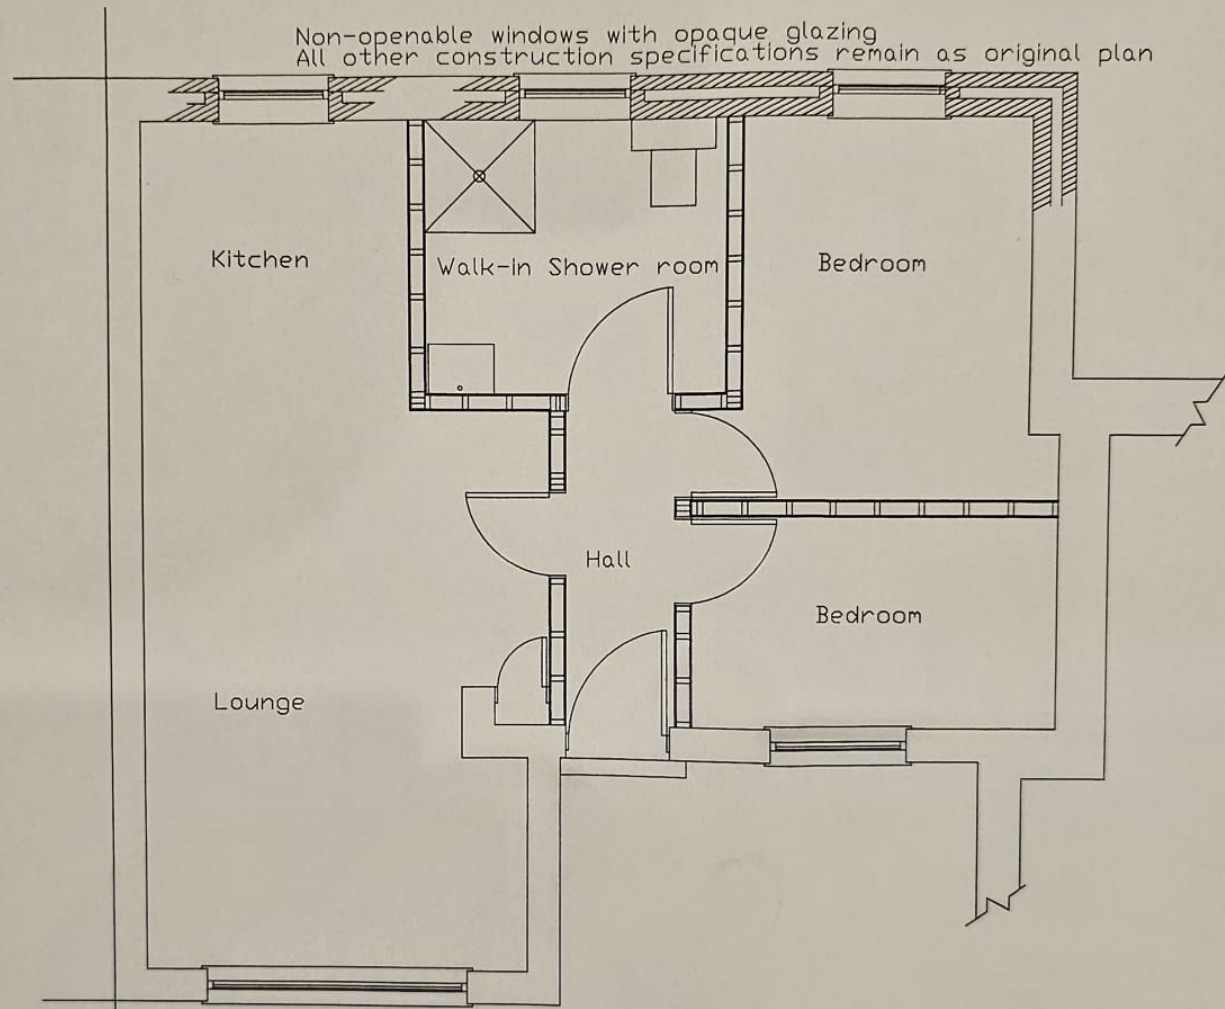 Non-openable windows with opaque glazing
All other construction specifications remain as original plan
Kitchen
Walk-in Shower room
Bedroom
Hall
Bedroom
Lounge